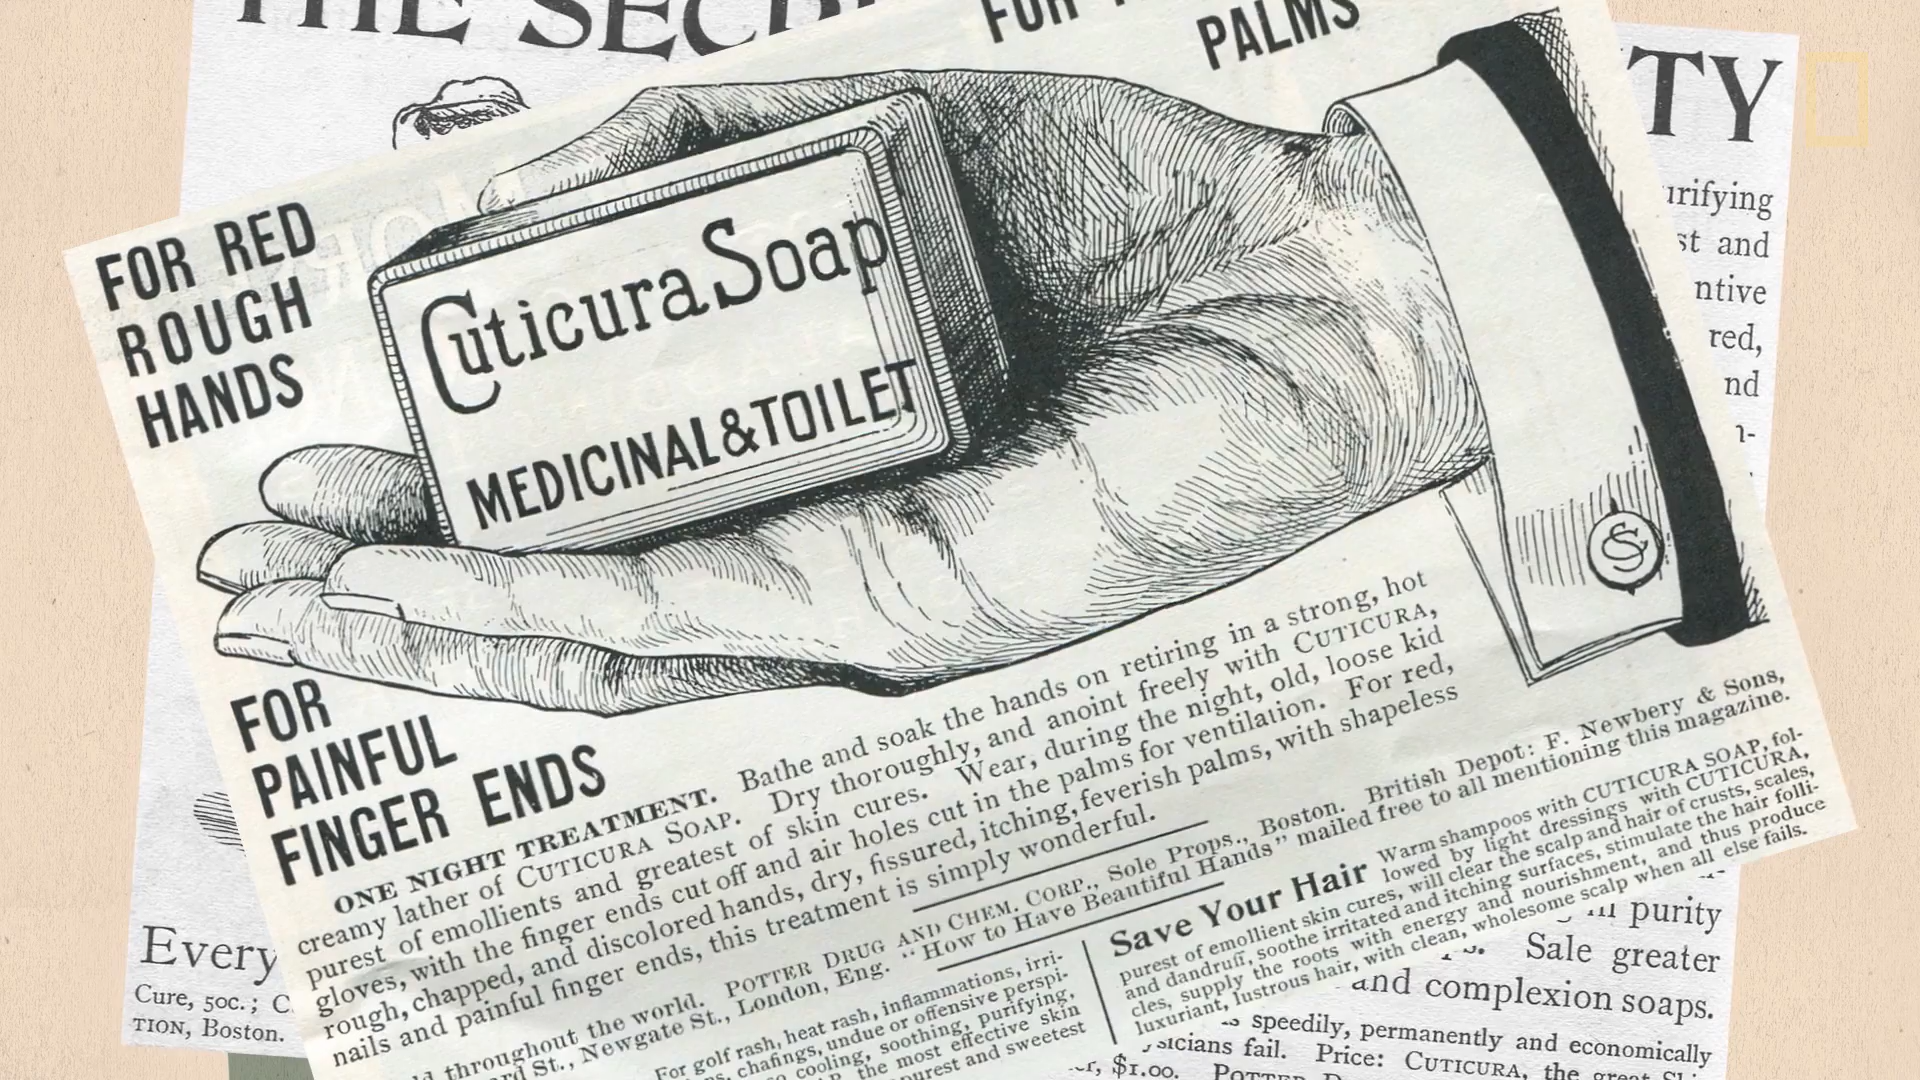 THE SECR
TY
FOR
PALMS
FOR RED
ROUGH
HANDS
Cuticura Soap
MEDICINAL & TOILET
S
FOR
PAINFUL
FINGER ENDS
ONE NIGHT TREATMENT. Bathe and soak the hands on retiring in a strong, hot
creamy lather of CUTICURA SOAP. Dry thoroughly, and anoint freely with CUTICURA,
purest of emollients and greatest of skin cures. Wear, during the night, old, loose kid
gloves, with the finger ends cut off and air holes cut in the palms for ventilation. For red,
rough, chapped, and discolored hands, dry, fissured, itching, feverish palms, with shapeless
nails and painful finger ends, this treatment is simply wonderful.
throughout the world. POTTER DRUG AND CHEM. CORP., Sole Props., Boston. British Depot: F. Newbery & Sons,
St., Newgate St., London, Eng. "How to Have Beautiful Hands" mailed free to all mentioning this magazine.
For golf rash, heat rash, inflammations, irri-
chafings, undue or offensive perspi-
cooling, soothing, purifying,
the most effective skin
purest and sweetest
Save Your Hair Warm shampoos with CUTICURA SOAP, fol-
lowed by light dressings with CUTICURA,
purest of emollient skin cures, will clear the scalp and hair of crusts, scales,
and dandruff, soothe irritated and itching surfaces, stimulate the hair folli-
cles, supply the roots with energy and nourishment, and thus produce
luxuriant, lustrous hair, with clean, wholesome scalp when all else fails.
urifying
st and
ntive
red,
nd
Every
Cure, 50c.; C
TION, Boston.
in purity
Sale greater
and complexion soaps.
speedily, permanently and economically
sicians fail. Price: CUTICURA, the great
$1.00. POTTER